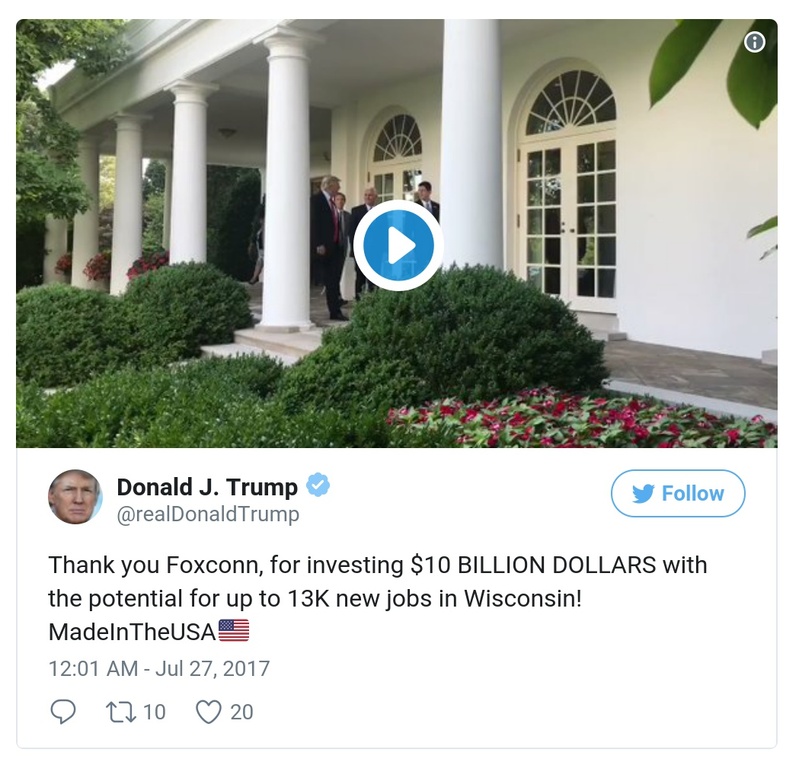 Donald J. Trump
@realDonaldTrump
Follow
Thank you Foxconn, for investing $10 BILLION DOLLARS with
the potential for up to 13K new jobs in Wisconsin!
MadeInTheUSA🇺🇸
12:01 AM - Jul 27, 2017
10
20